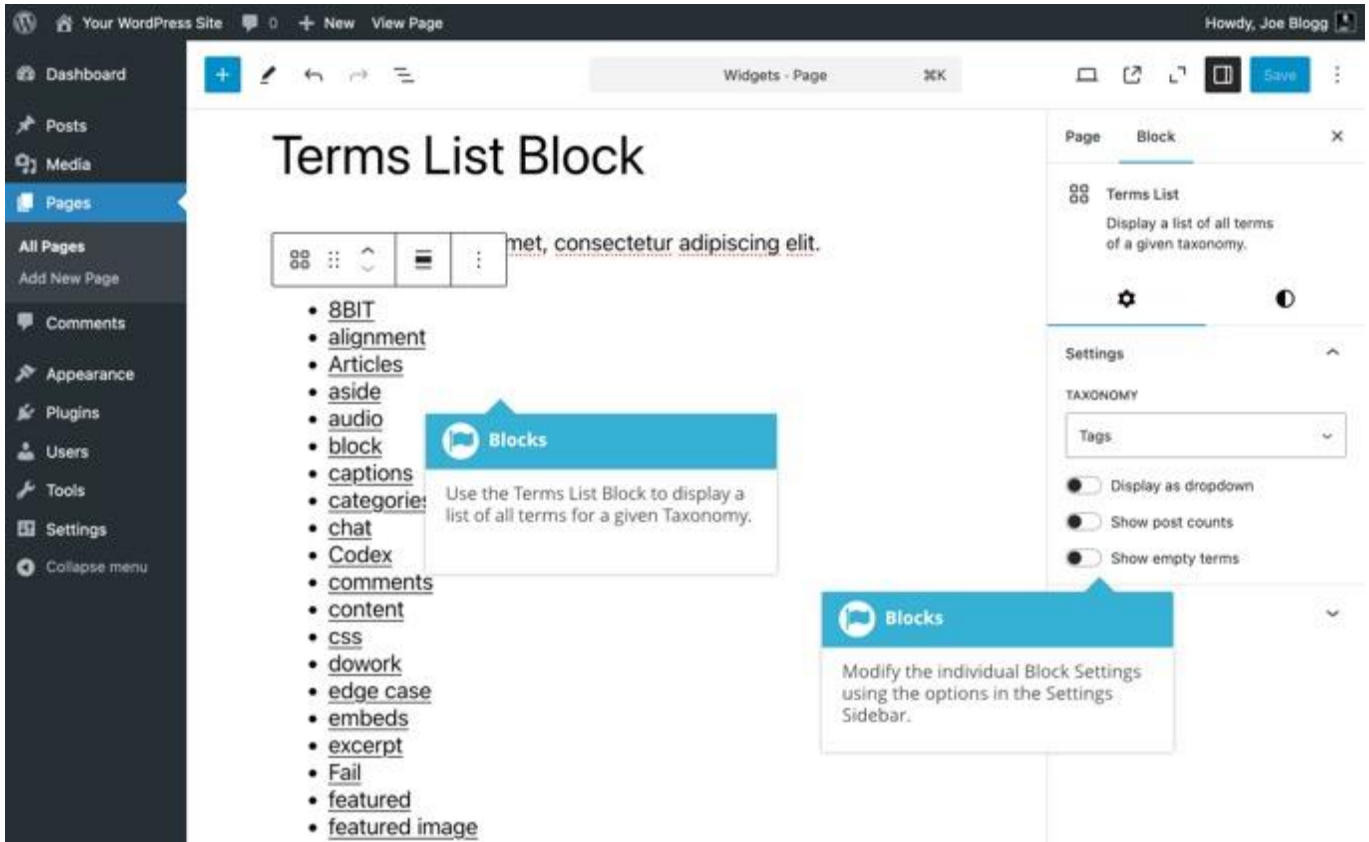 Your WordPress Site 0 + New View Page Howdy, Joe Blogg
Dashboard
Posts
Media
Pages
All Pages
Add New Page
Comments
Appearance
Plugins
Users
Tools
Settings
Collapse menu
Widgets · Page ⌘K
Save
Terms List Block
met, consectetur adipiscing elit.
8BIT
alignment
Articles
aside
audio
block
captions
categories
chat
Codex
comments
content
css
dowork
edge case
embeds
excerpt
Fail
featured
featured image
Blocks
Use the Terms List Block to display a
list of all terms for a given Taxonomy.
Page Block
Terms List
Display a list of all terms
of a given taxonomy.
Settings
TAXONOMY
Tags
Display as dropdown
Show post counts
Show empty terms
Blocks
Modify the individual Block Settings
using the options in the Settings
Sidebar.